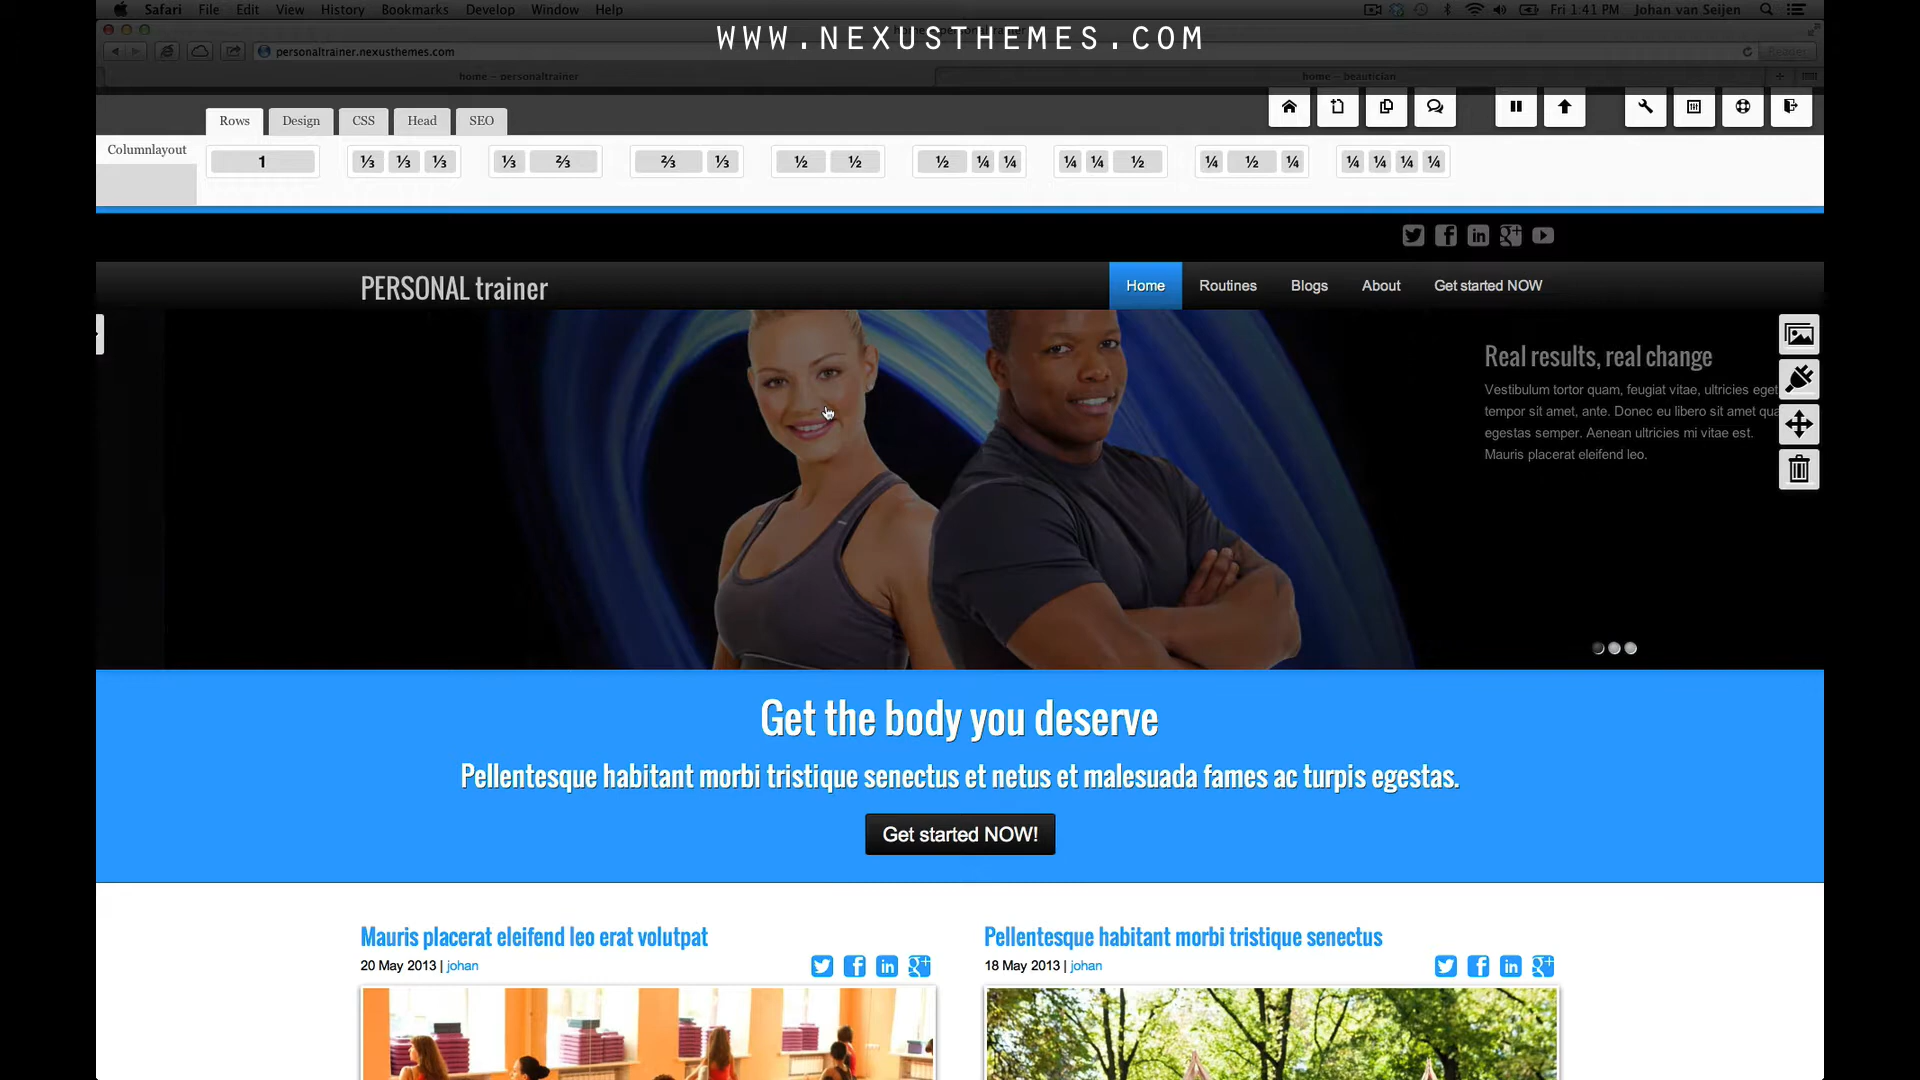 Safari File Edit View History Bookmarks Develop Window Help Fri 1:41 PM Johan van Seijen
WWW.NEXUSTHEMES.COM
personaltrainer.nexusthemes.com Reader
home – personaltrainer home – beautician
Rows Design CSS Head SEO
Columnlayout
1 ⅓ ⅓ ⅓ ⅓ ⅔ ⅔ ⅓ ½ ½ ½ ¼ ¼ ¼ ¼ ½ ¼ ½ ¼ ¼ ¼ ¼ ¼
PERSONAL trainer Home Routines Blogs About Get started NOW
Real results, real change
Vestibulum tortor quam, feugiat vitae, ultricies eget
tempor sit amet, ante. Donec eu libero sit amet qua
egestas semper. Aenean ultricies mi vitae est.
Mauris placerat eleifend leo.
Get the body you deserve
Pellentesque habitant morbi tristique senectus et netus et malesuada fames ac turpis egestas.
Get started NOW!
Mauris placerat eleifend leo erat volutpat
20 May 2013 | johan
Pellentesque habitant morbi tristique senectus
18 May 2013 | johan